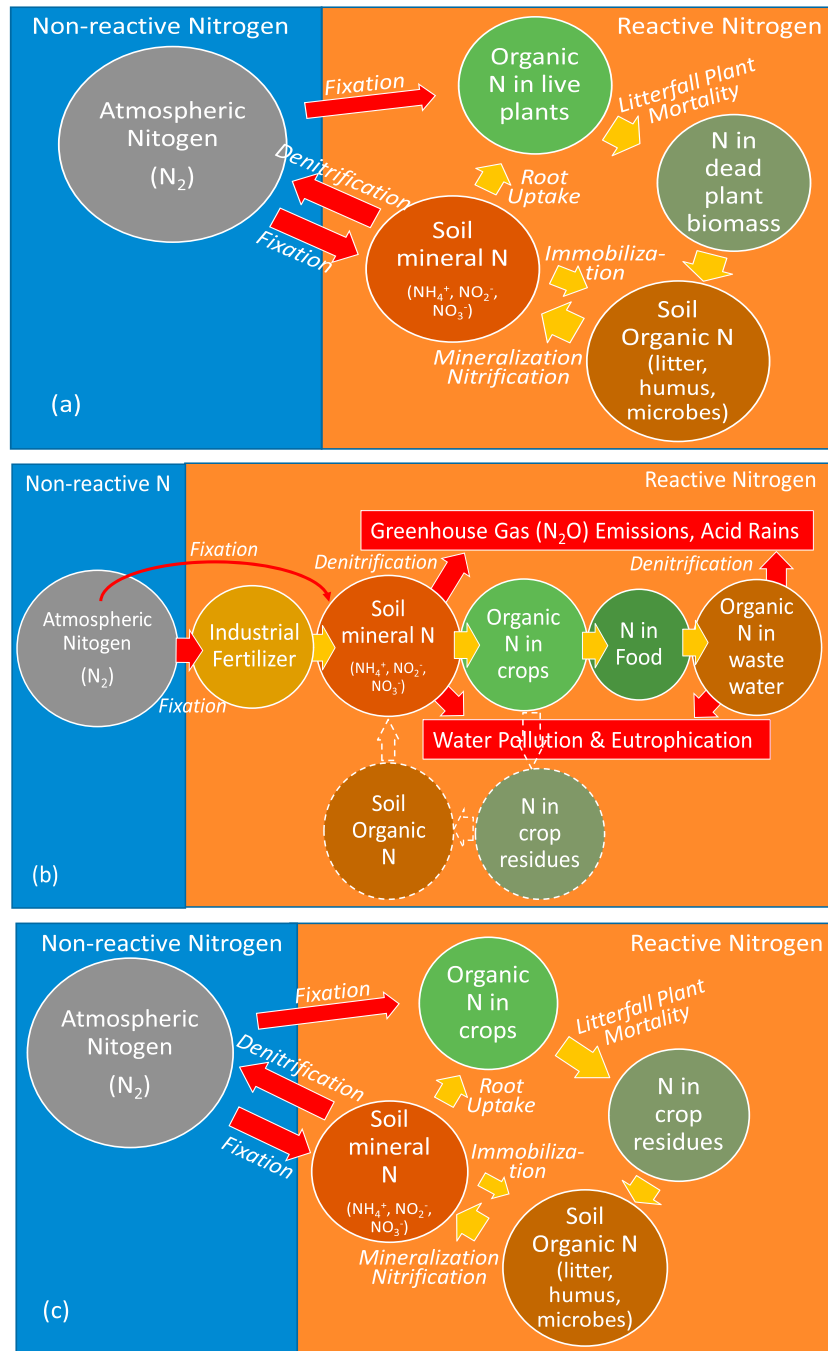 Non-reactive Nitrogen
Reactive Nitrogen
Atmospheric
Nitogen
(N₂)
Fixation
Organic
N in live
plants
Litterfall Plant
Mortality
N in
dead
plant
biomass
Denitrification
Fixation
Root
Uptake
Soil
mineral N
(NH₄⁺, NO₂⁻,
NO₃⁻)
Immobiliza-
tion
Mineralization
Nitrification
Soil
Organic N
(litter,
humus,
microbes)
(a)
Non-reactive N
Reactive Nitrogen
Greenhouse Gas (N₂O) Emissions, Acid Rains
Fixation
Denitrification
Denitrification
Atmospheric
Nitogen
(N₂)
Fixation
Industrial
Fertilizer
Soil
mineral N
(NH₄⁺, NO₂⁻,
NO₃⁻)
Organic
N in
crops
N in
Food
Organic
N in
waste
water
Water Pollution & Eutrophication
Soil
Organic
N
N in
crop
residues
(b)
Non-reactive Nitrogen
Reactive Nitrogen
Atmospheric
Nitogen
(N₂)
Fixation
Organic
N in
crops
Litterfall Plant
Mortality
N in
crop
residues
Denitrification
Fixation
Root
Uptake
Soil
mineral
N
(NH₄⁺, NO₂⁻,
NO₃⁻)
Immobiliza-
tion
Mineralization
Nitrification
Soil
Organic N
(litter,
humus,
microbes)
(c)